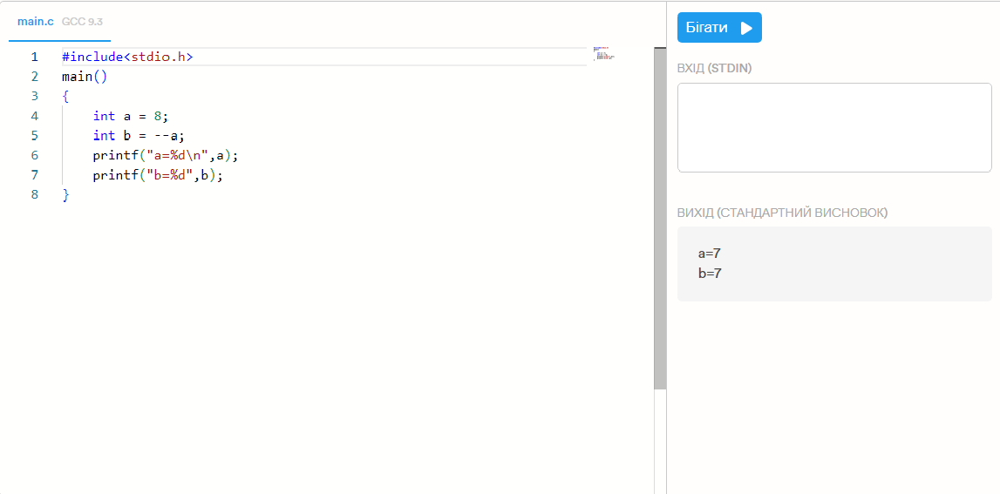 main.c GCC 9.3
1 #include<stdio.h>
2 main()
3 {
4     int a = 8;
5     int b = --a;
6     printf("a=%d\n",a);
7     printf("b=%d",b);
8 }
Бігати
ВХІД (STDIN)
ВИХІД (СТАНДАРТНИЙ ВИСНОВОК)
a=7
b=7